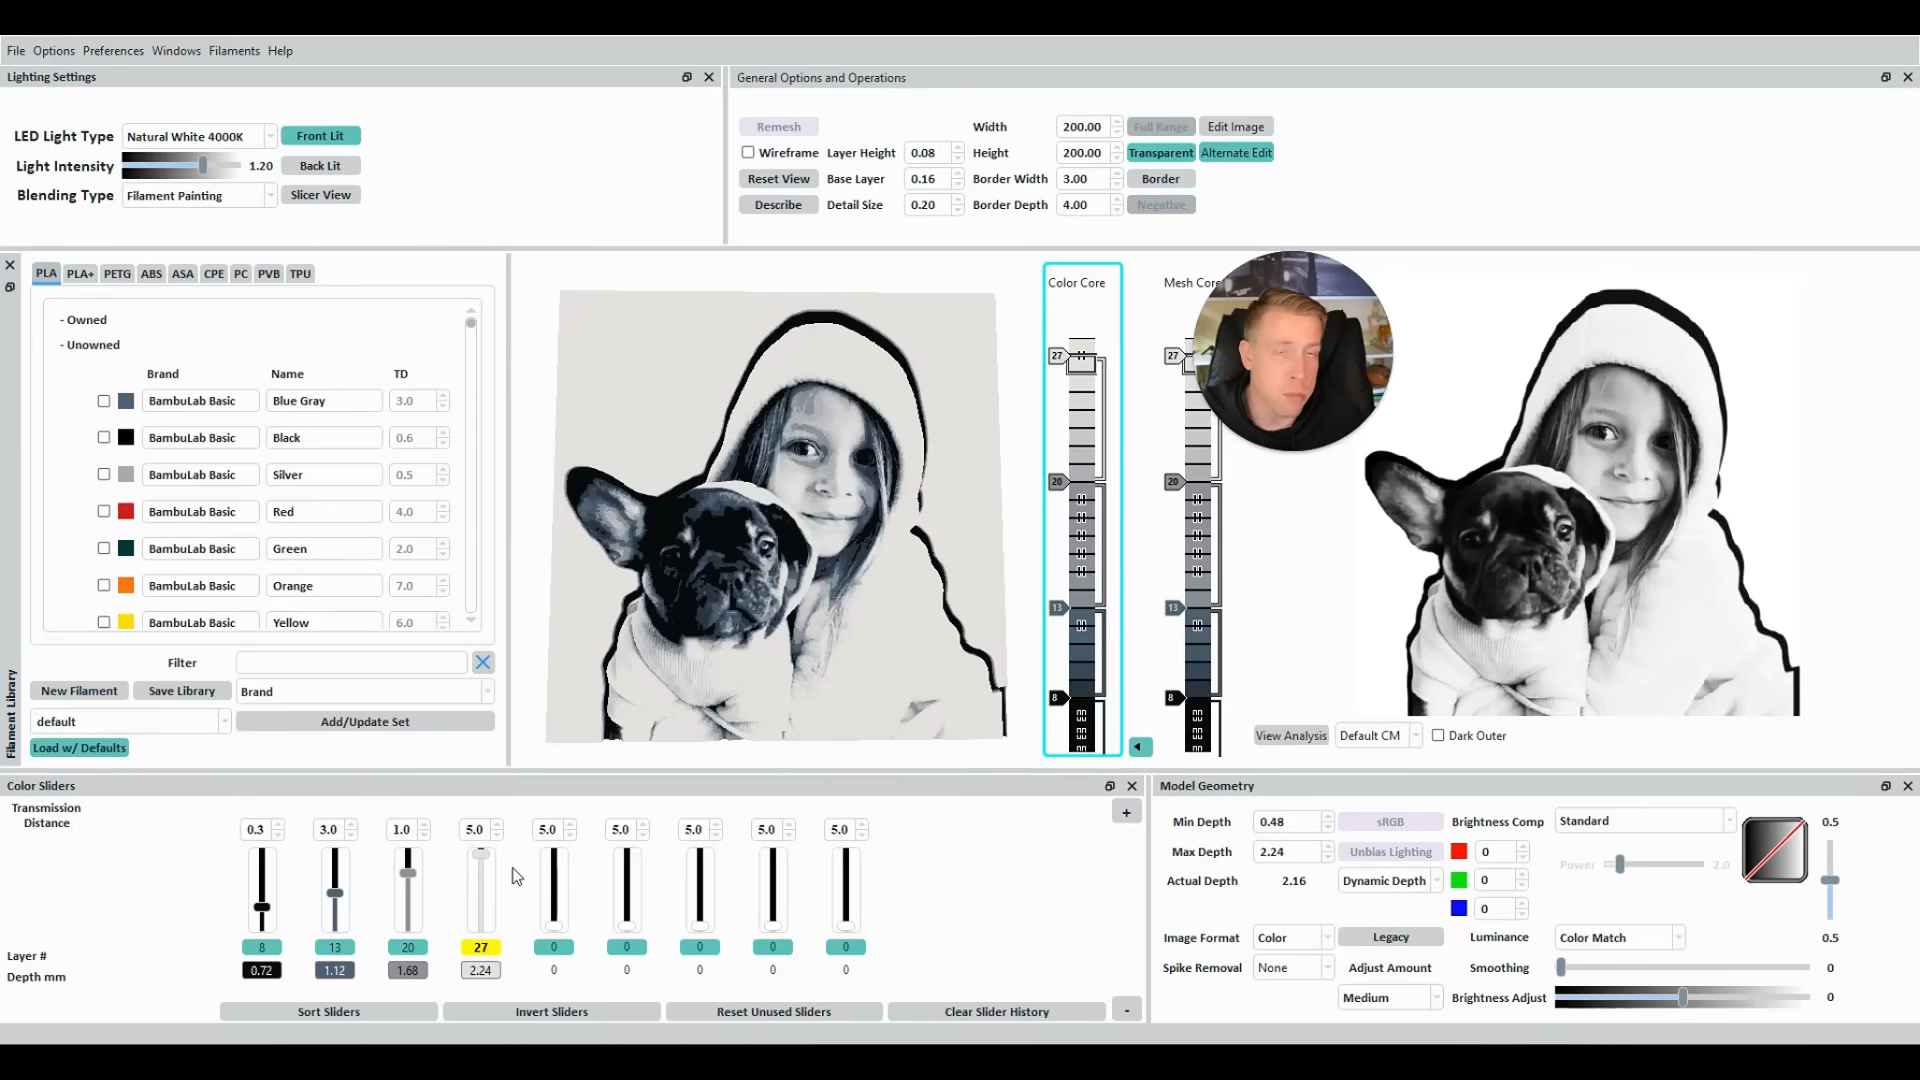 File Options Preferences Windows Filaments Help
Lighting Settings
LED Light Type Natural White 4000K Front Lit
Light Intensity 1.20 Back Lit
Blending Type Filament Painting Slicer View
General Options and Operations
Remesh Width 200.00 Full Range Edit Image
Wireframe Layer Height 0.08 Height 200.00 Transparent Alternate Edit
Reset View Base Layer 0.16 Border Width 3.00 Border
Describe Detail Size 0.20 Border Depth 4.00 Negative
PLA PLA+ PETG ABS ASA CPE PC PVB TPU
- Owned
- Unowned
Brand Name TD
BambuLab Basic Blue Gray 3.0
BambuLab Basic Black 0.6
BambuLab Basic Silver 0.5
BambuLab Basic Red 4.0
BambuLab Basic Green 2.0
BambuLab Basic Orange 7.0
BambuLab Basic Yellow 6.0
Filter
New Filament Save Library Brand
default Add/Update Set
Load w/ Defaults
Filament Library
Color Core
27
20
13
8
Mesh Core
27
20
13
8
View Analysis Default CM Dark Outer
Color Sliders
Transmission
Distance
0.3 3.0 1.0 5.0 5.0 5.0 5.0 5.0 5.0
Layer # 8 13 20 27 0 0 0 0 0
Depth mm 0.72 1.12 1.68 2.24 0 0 0 0 0
Sort Sliders Invert Sliders Reset Unused Sliders Clear Slider History
+
-
Model Geometry
Min Depth 0.48 sRGB Brightness Comp Standard 0.5
Max Depth 2.24 Unbias Lighting 0 Power 2.0
Actual Depth 2.16 Dynamic Depth 0
0
Image Format Color Legacy Luminance Color Match 0.5
Spike Removal None Adjust Amount Smoothing 0
Medium Brightness Adjust 0